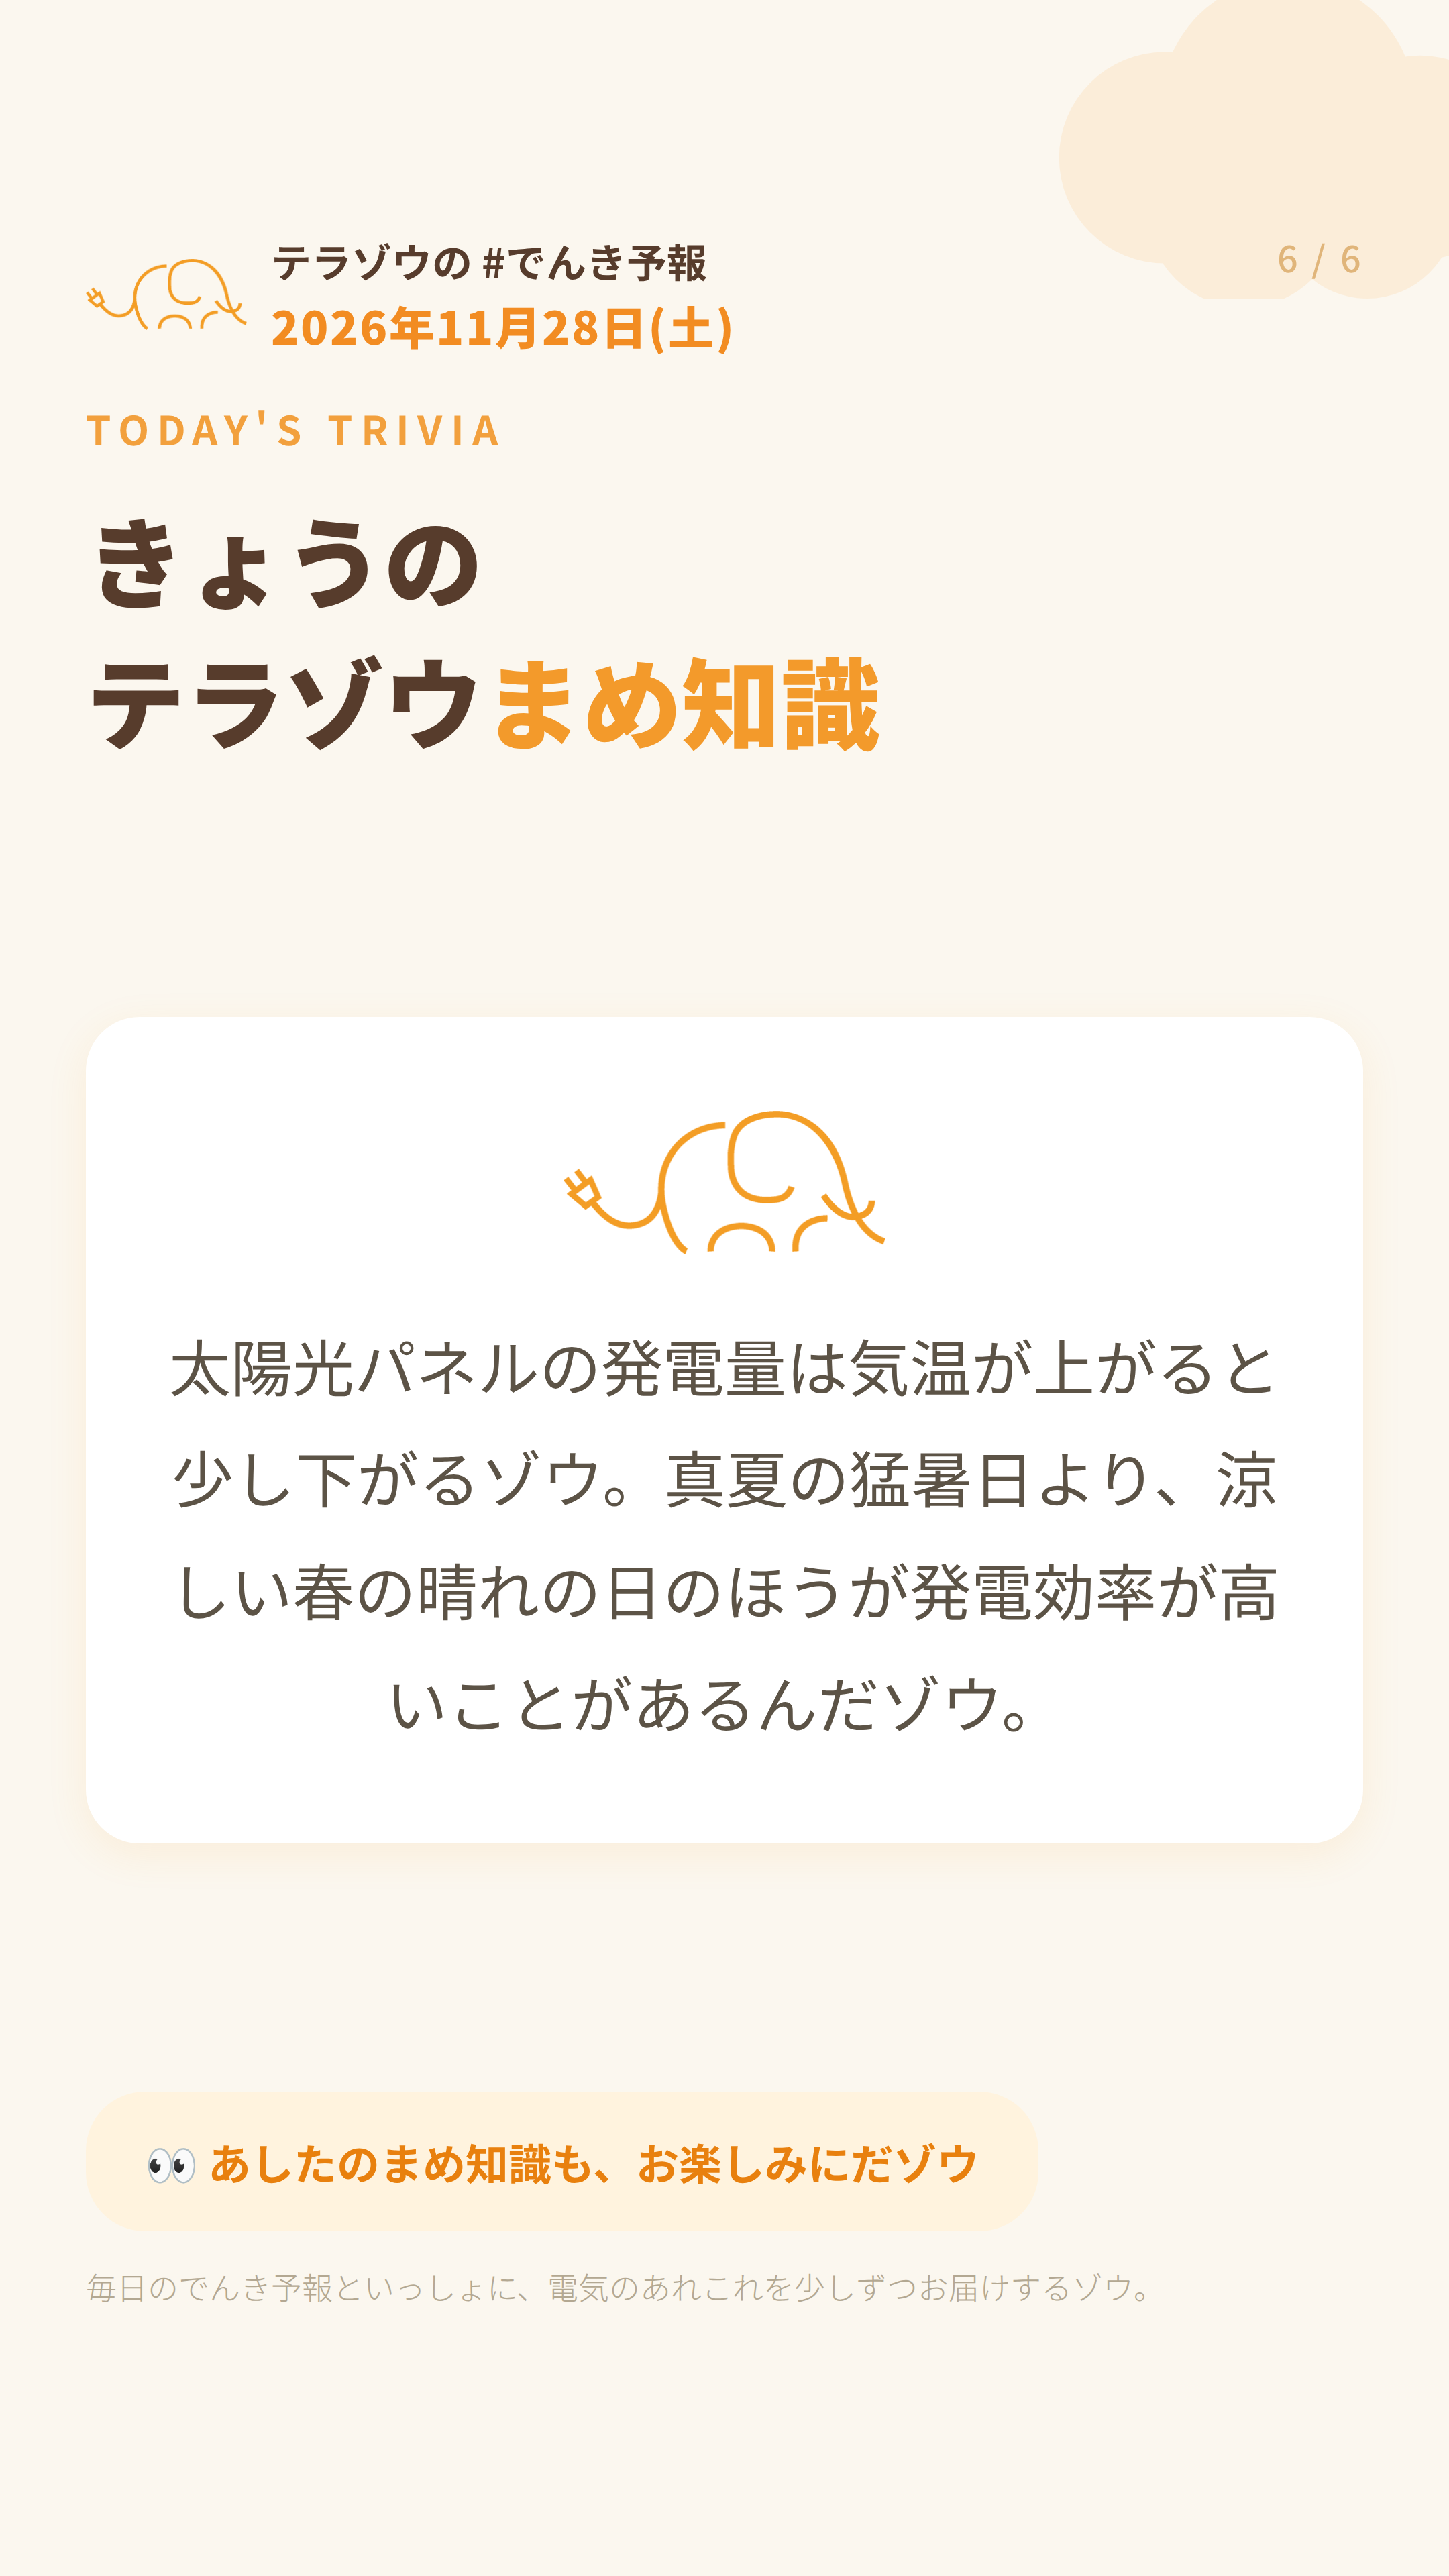 テラゾウの #でんき予報
2026年11月28日(土)
6 / 6
TODAY'S TRIVIA
きょうの
テラゾウまめ知識
太陽光パネルの発電量は気温が上がると
少し下がるゾウ。真夏の猛暑日より、涼
しい春の晴れの日のほうが発電効率が高
いことがあるんだゾウ。
👀 あしたのまめ知識も、お楽しみにだゾウ
毎日のでんき予報といっしょに、電気のあれこれを少しずつお届けするゾウ。